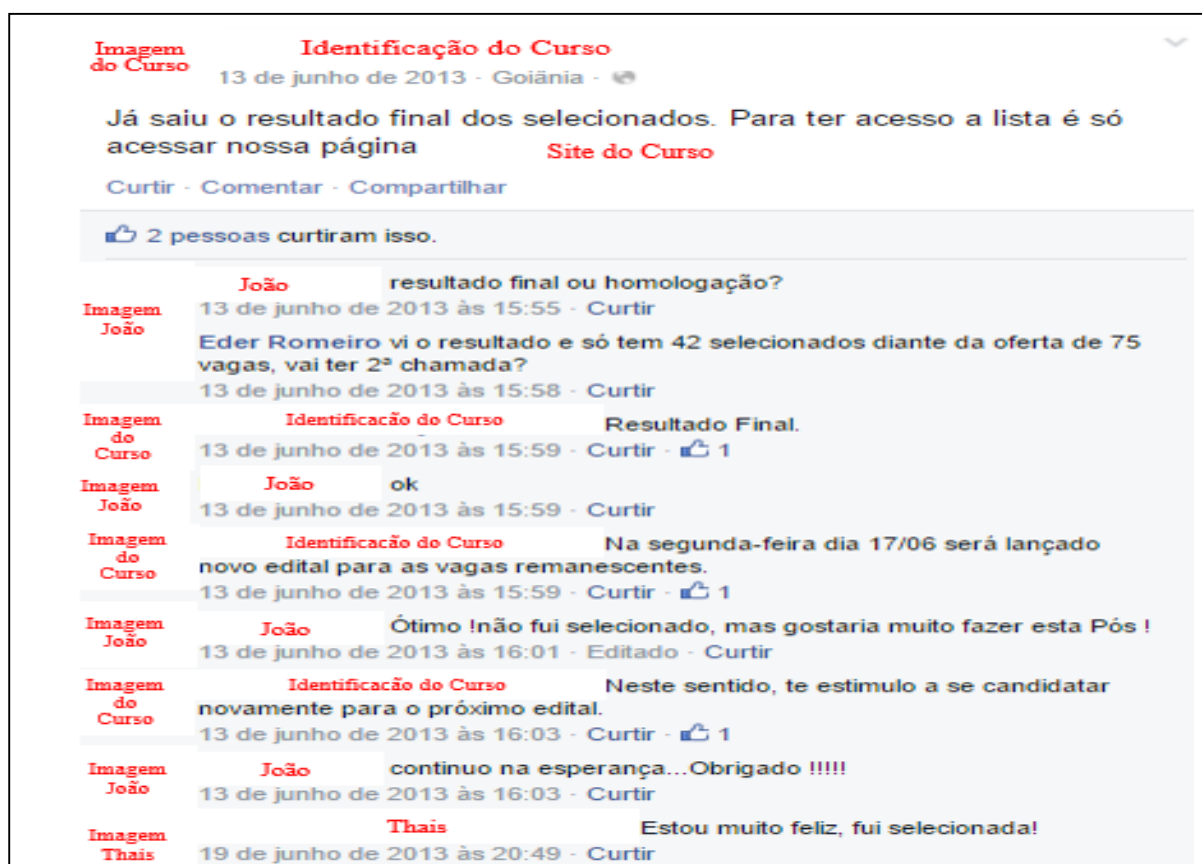 Imagem do Curso Identificação do Curso
13 de junho de 2013 · Goiânia ·
Já saiu o resultado final dos selecionados. Para ter acesso a lista é só
acessar nossa página Site do Curso
Curtir · Comentar · Compartilhar
2 pessoas curtiram isso.
Imagem João
João resultado final ou homologação?
13 de junho de 2013 às 15:55 · Curtir
Eder Romeiro vi o resultado e só tem 42 selecionados diante da oferta de 75
vagas, vai ter 2ª chamada?
13 de junho de 2013 às 15:58 · Curtir
Imagem do Curso
Identificacão do Curso Resultado Final.
13 de junho de 2013 às 15:59 · Curtir · 1
Imagem João
João ok
13 de junho de 2013 às 15:59 · Curtir
Imagem do Curso
Identificacão do Curso Na segunda-feira dia 17/06 será lançado
novo edital para as vagas remanescentes.
13 de junho de 2013 às 15:59 · Curtir · 1
Imagem João
João Ótimo !não fui selecionado, mas gostaria muito fazer esta Pós !
13 de junho de 2013 às 16:01 · Editado · Curtir
Imagem do Curso
Identificacão do Curso Neste sentido, te estimulo a se candidatar
novamente para o próximo edital.
13 de junho de 2013 às 16:03 · Curtir · 1
Imagem João
João continuo na esperança...Obrigado !!!!!
13 de junho de 2013 às 16:03 · Curtir
Imagem Thais
Thais Estou muito feliz, fui selecionada!
19 de junho de 2013 às 20:49 · Curtir